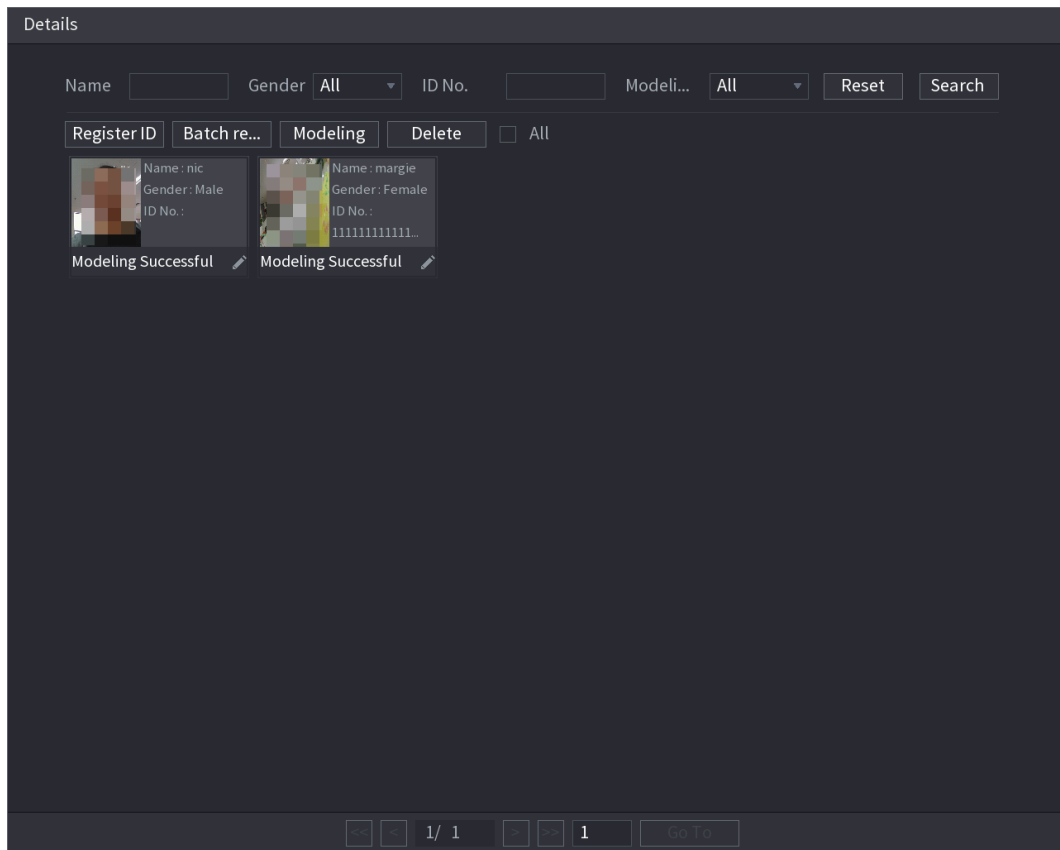 Details
Name Gender All ID No. Modeli... All Reset Search
Register ID Batch re... Modeling Delete All
Name : nic
Gender : Male
ID No. :
Modeling Successful
Name : margie
Gender : Female
ID No. :
111111111111...
Modeling Successful
<< < 1/ 1 > >> 1 Go To